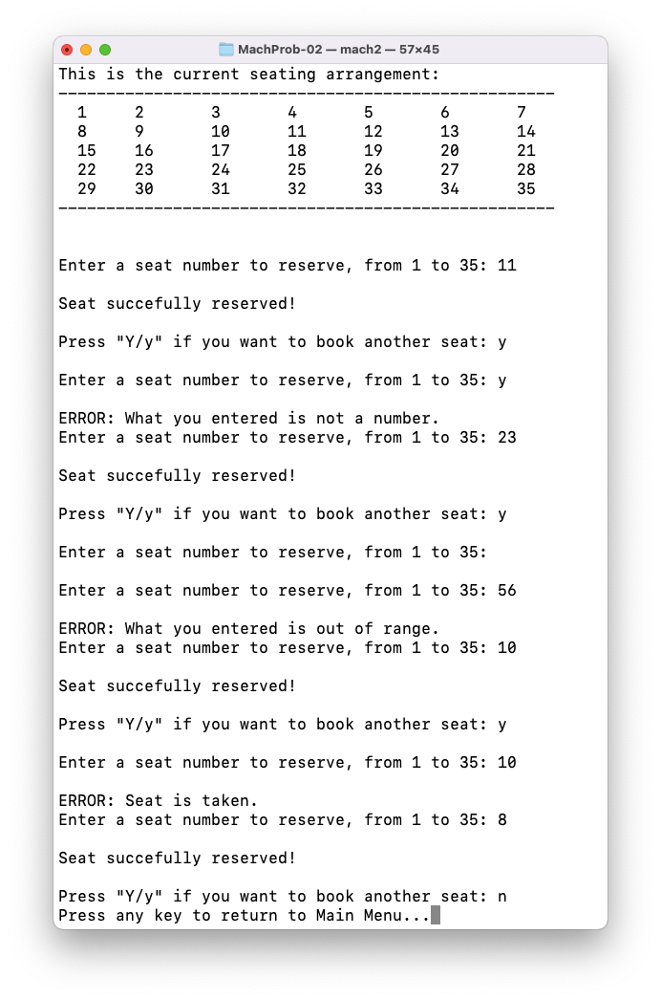 MachProb-02 — mach2 — 57×45
This is the current seating arrangement:
----------------------------------------------------
1 2 3 4 5 6 7
8 9 10 11 12 13 14
15 16 17 18 19 20 21
22 23 24 25 26 27 28
29 30 31 32 33 34 35
----------------------------------------------------
Enter a seat number to reserve, from 1 to 35: 11
Seat succefully reserved!
Press "Y/y" if you want to book another seat: y
Enter a seat number to reserve, from 1 to 35: y
ERROR: What you entered is not a number.
Enter a seat number to reserve, from 1 to 35: 23
Seat succefully reserved!
Press "Y/y" if you want to book another seat: y
Enter a seat number to reserve, from 1 to 35:
Enter a seat number to reserve, from 1 to 35: 56
ERROR: What you entered is out of range.
Enter a seat number to reserve, from 1 to 35: 10
Seat succefully reserved!
Press "Y/y" if you want to book another seat: y
Enter a seat number to reserve, from 1 to 35: 10
ERROR: Seat is taken.
Enter a seat number to reserve, from 1 to 35: 8
Seat succefully reserved!
Press "Y/y" if you want to book another seat: n
Press any key to return to Main Menu...